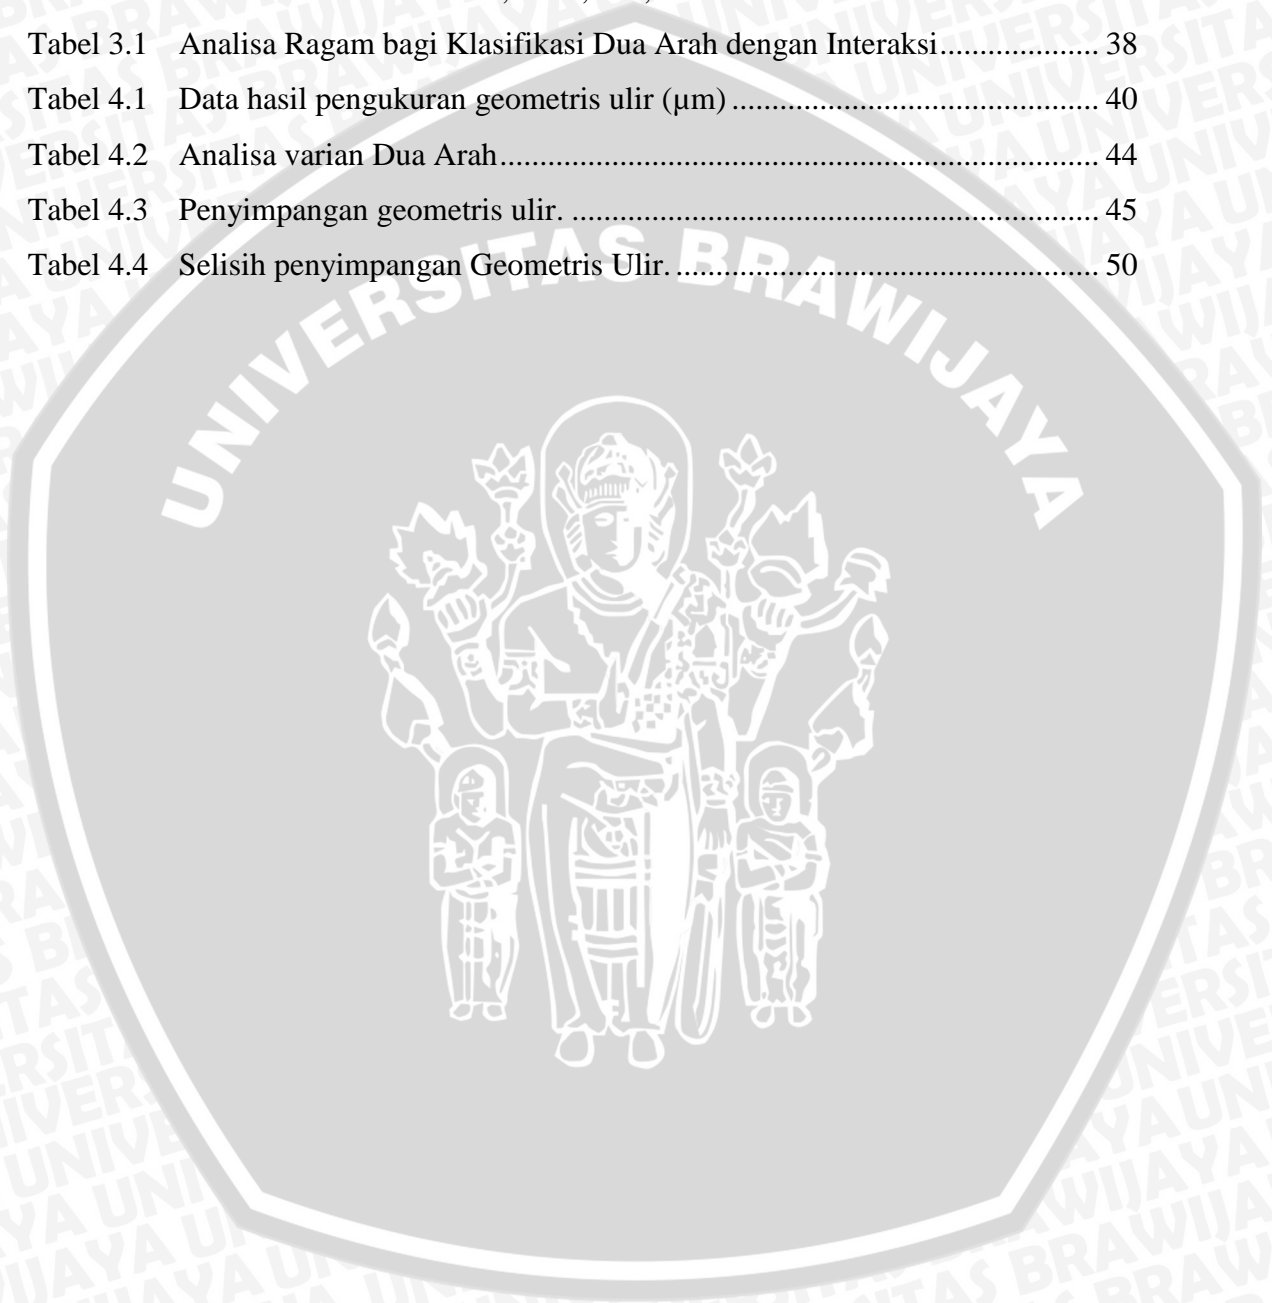 Tabel 3.1 Analisa Ragam bagi Klasifikasi Dua Arah dengan Interaksi................... 38
Tabel 4.1 Data hasil pengukuran geometris ulir (µm)............................................. 40
Tabel 4.2 Analisa varian Dua Arah.......................................................................... 44
Tabel 4.3 Penyimpangan geometris ulir. ................................................................. 45
Tabel 4.4 Selisih penyimpangan Geometris Ulir. .................................................... 50
UNIVERSITAS BRAWIJAYA